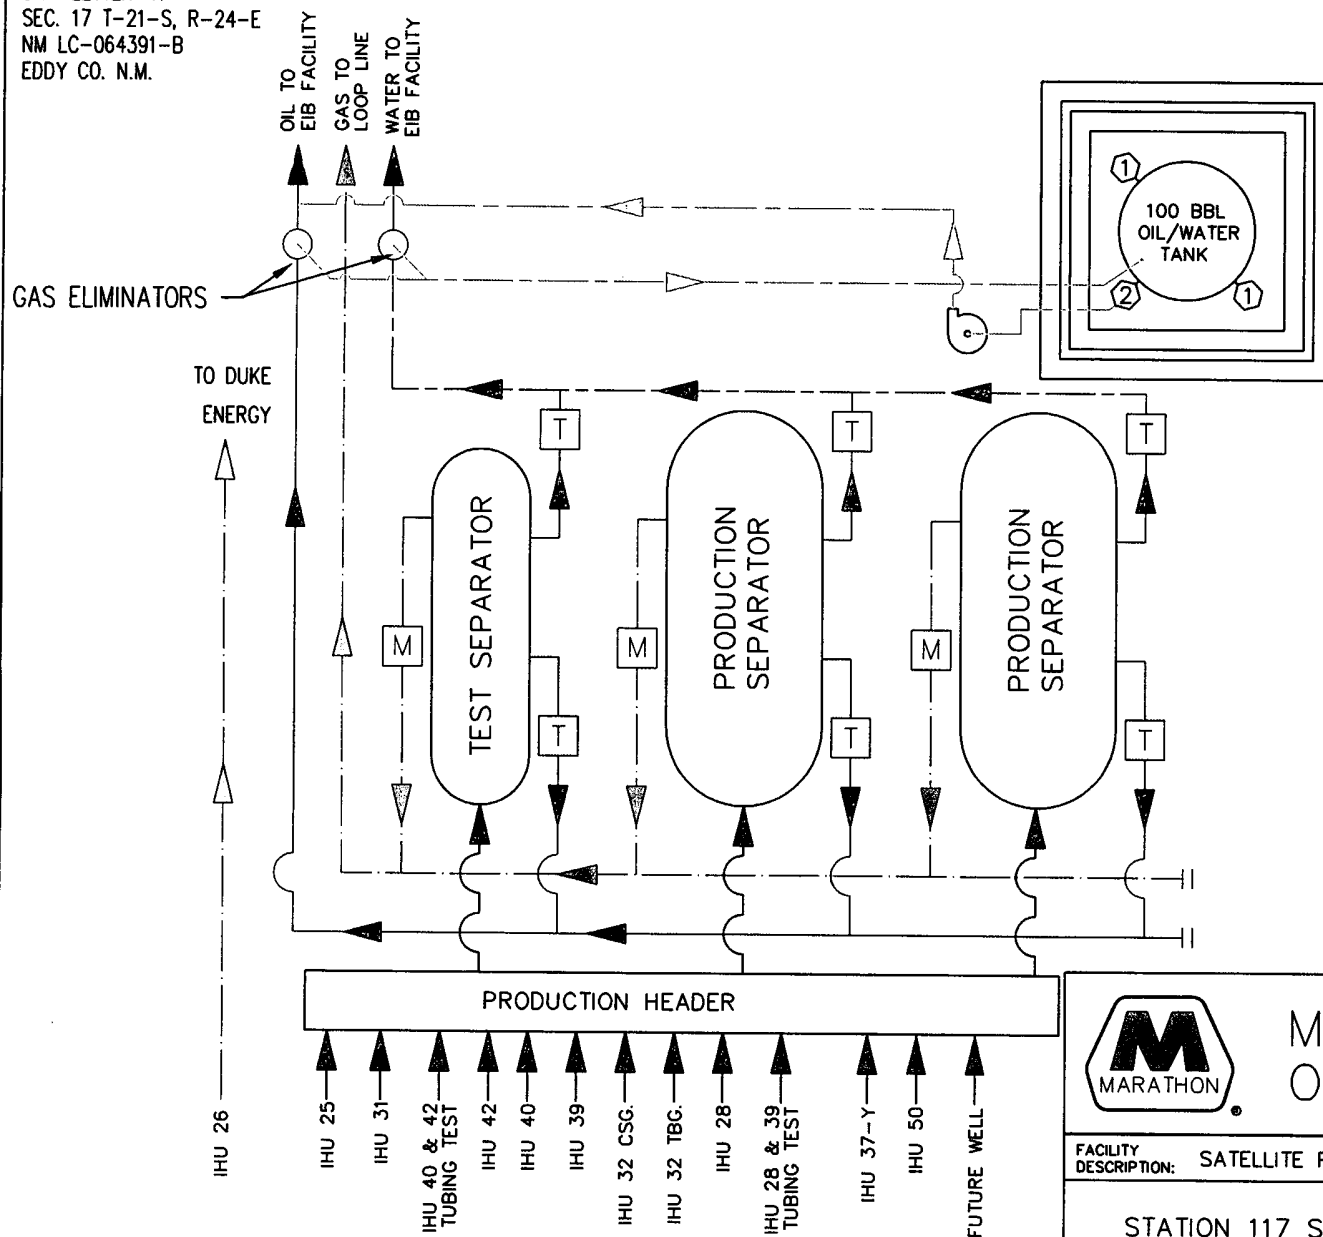 SEC. 17 T-21-S, R-24-E
NM LC-064391-B
EDDY CO. N.M.
OIL TO
EIB FACILITY
GAS TO
LOOP LINE
WATER TO
EIB FACILITY
1
100 BBL
OIL/WATER
TANK
2
1
GAS ELIMINATORS
TO DUKE
ENERGY
T
T
T
TEST SEPARATOR
PRODUCTION
SEPARATOR
PRODUCTION
SEPARATOR
M
M
M
T
T
T
PRODUCTION HEADER
IHU 26
IHU 25
IHU 31
IHU 40 & 42
TUBING TEST
IHU 42
IHU 40
IHU 39
IHU 32 CSG.
IHU 32 TBG.
IHU 28
IHU 28 & 39
TUBING TEST
IHU 37-Y
IHU 50
FUTURE WELL
M
MARATHON
®
M
O
FACILITY
DESCRIPTION:
SATELLITE
STATION 117 S